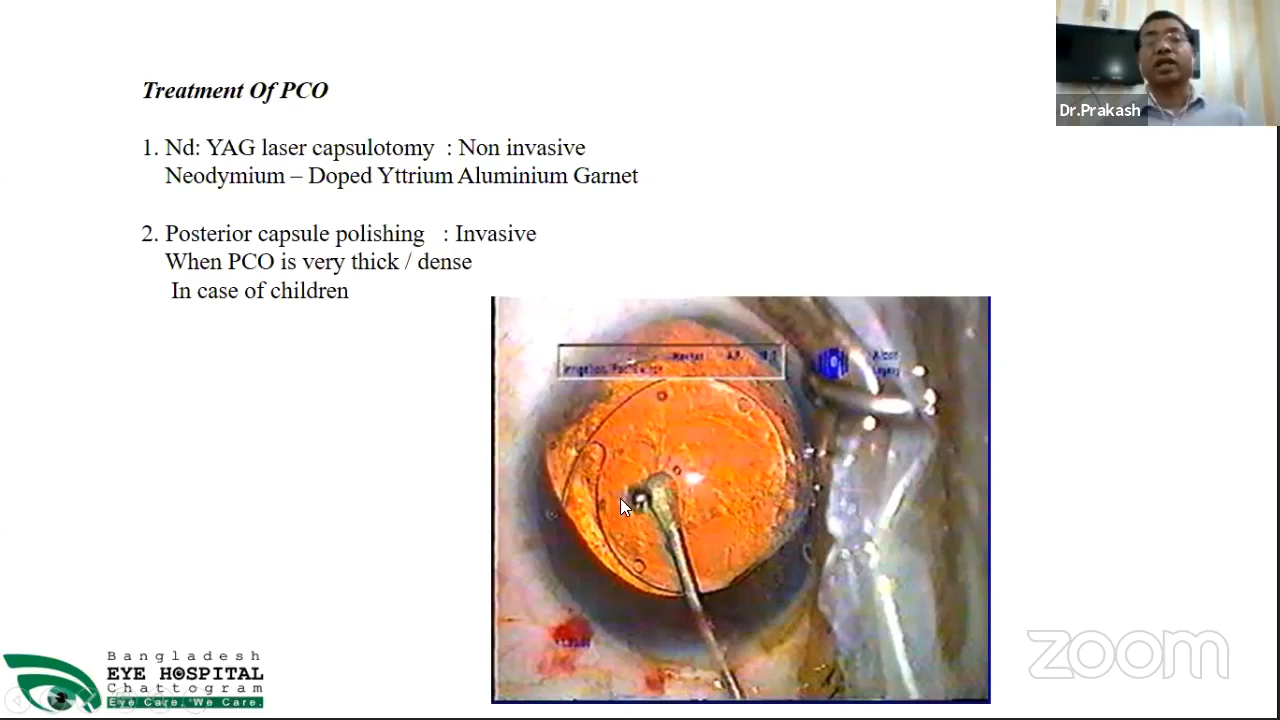 Treatment Of PCO
Dr.Prakash
1. Nd: YAG laser capsulotomy : Non invasive
Neodymium – Doped Yttrium Aluminium Garnet
2. Posterior capsule polishing : Invasive
When PCO is very thick / dense
In case of children
Alcon
Legacy
Bangladesh
EYE HOSPITAL
Chattogram
Eye Care, We Care.
zoom